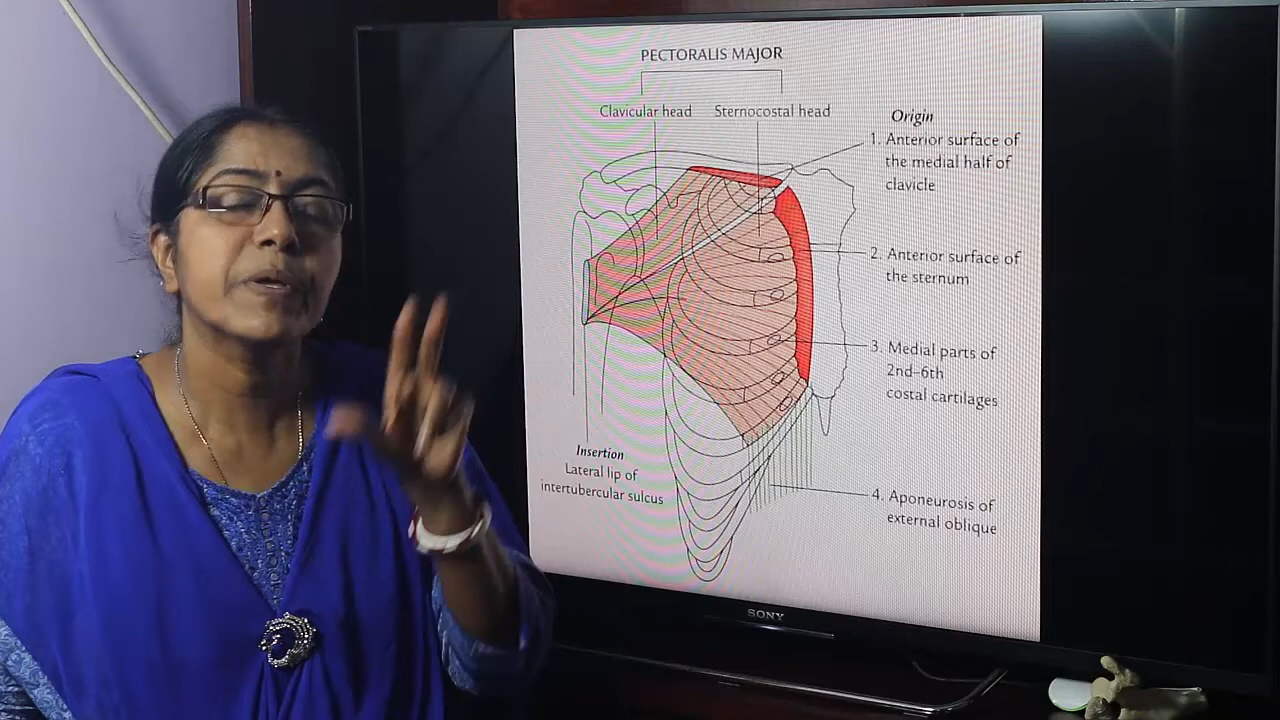 PECTORALIS MAJOR
Clavicular head
Sternocostal head
Origin
1. Anterior surface of
the medial half of
clavicle
2. Anterior surface of
the sternum
3. Medial parts of
2nd–6th
costal cartilages
4. Aponeurosis of
external oblique
Insertion
Lateral lip of
intertubercular sulcus
SONY